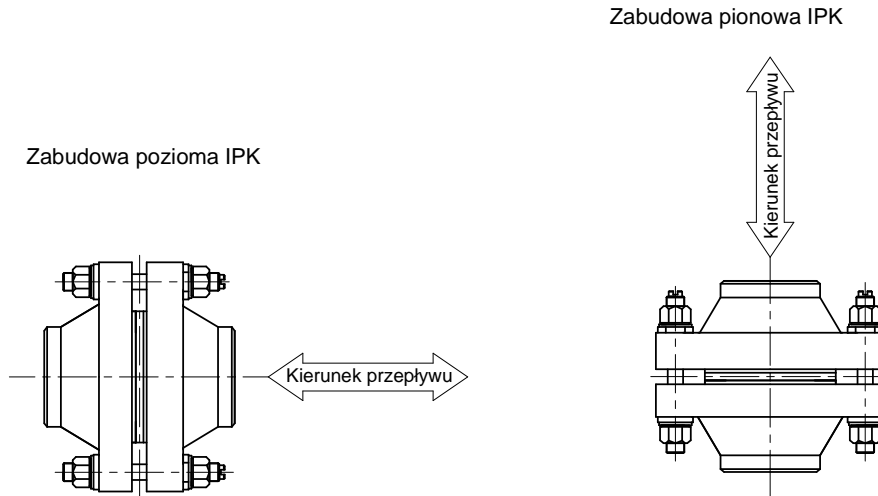 Zabudowa pionowa IPK
Kierunek przepływu
Zabudowa pozioma IPK
Kierunek przepływu